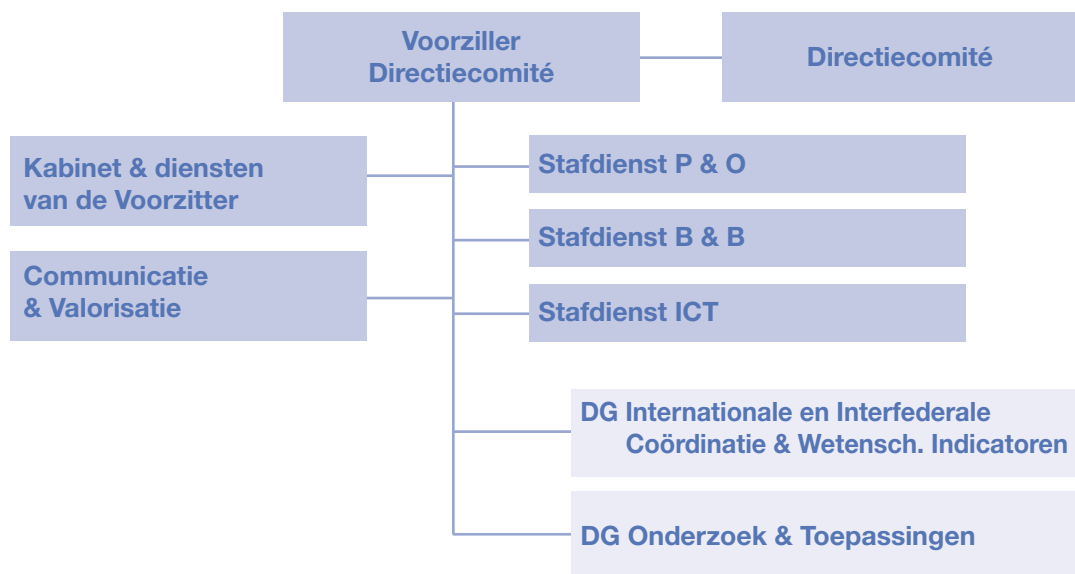 Voorziller
Directiecomité
Directiecomité
Kabinet & diensten
van de Voorzitter
Communicatie
& Valorisatie
Stafdienst P & O
Stafdienst B & B
Stafdienst ICT
DG Internationale en Interfederale
Coördinatie & Wetensch. Indicatoren
DG Onderzoek & Toepassingen